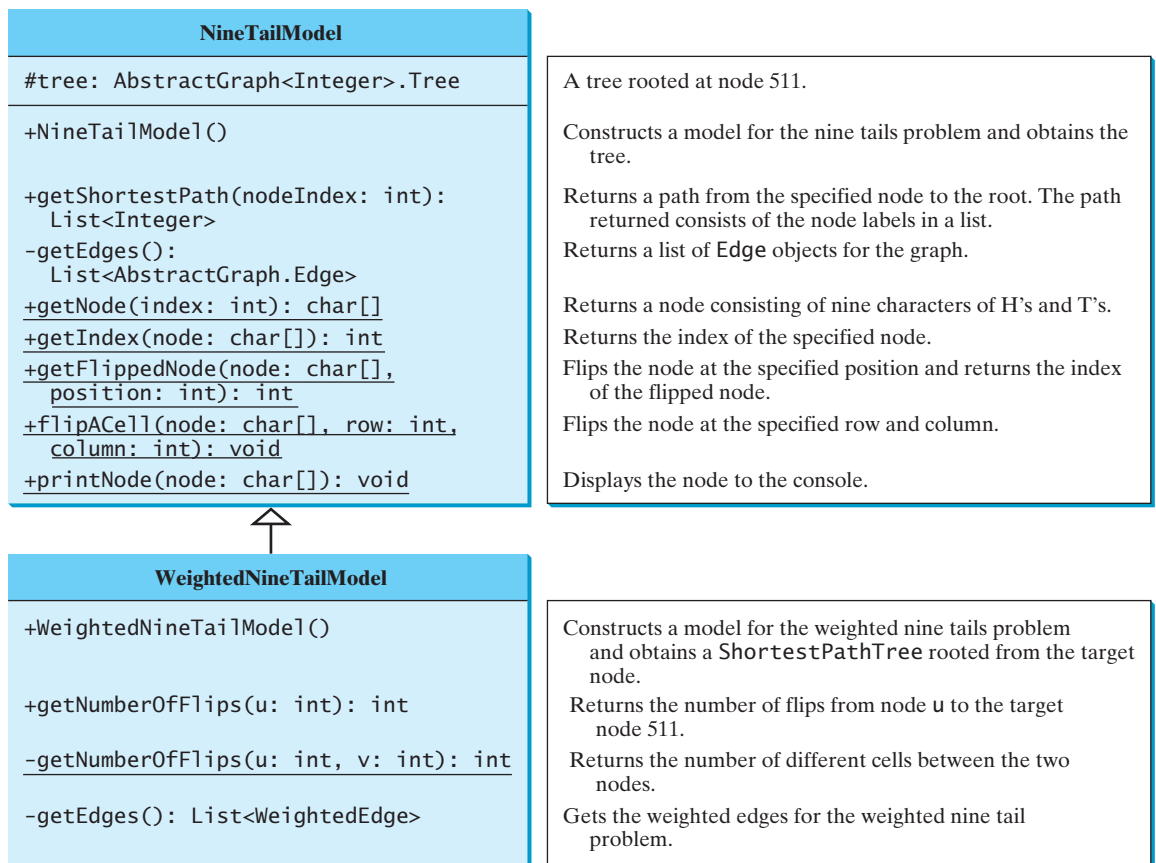 NineTailModel
#tree: AbstractGraph<Integer>.Tree
A tree rooted at node 511.
+NineTailModel()
Constructs a model for the nine tails problem and obtains the
tree.
+getShortestPath(nodeIndex: int):
List<Integer>
Returns a path from the specified node to the root. The path
returned consists of the node labels in a list.
-getEdges():
List<AbstractGraph.Edge>
Returns a list of Edge objects for the graph.
+getNode(index: int): char[]
Returns a node consisting of nine characters of H's and T's.
+getIndex(node: char[]): int
Returns the index of the specified node.
+getFlippedNode(node: char[],
position: int): int
Flips the node at the specified position and returns the index
of the flipped node.
+flipACell(node: char[], row: int,
column: int): void
Flips the node at the specified row and column.
+printNode(node: char[]): void
Displays the node to the console.
WeightedNineTailModel
+WeightedNineTailModel()
Constructs a model for the weighted nine tails problem
and obtains a ShortestPathTree rooted from the target
node.
+getNumberOfFlips(u: int): int
Returns the number of flips from node u to the target
node 511.
-getNumberOfFlips(u: int, v: int): int
Returns the number of different cells between the two
nodes.
-getEdges(): List<WeightedEdge>
Gets the weighted edges for the weighted nine tail
problem.